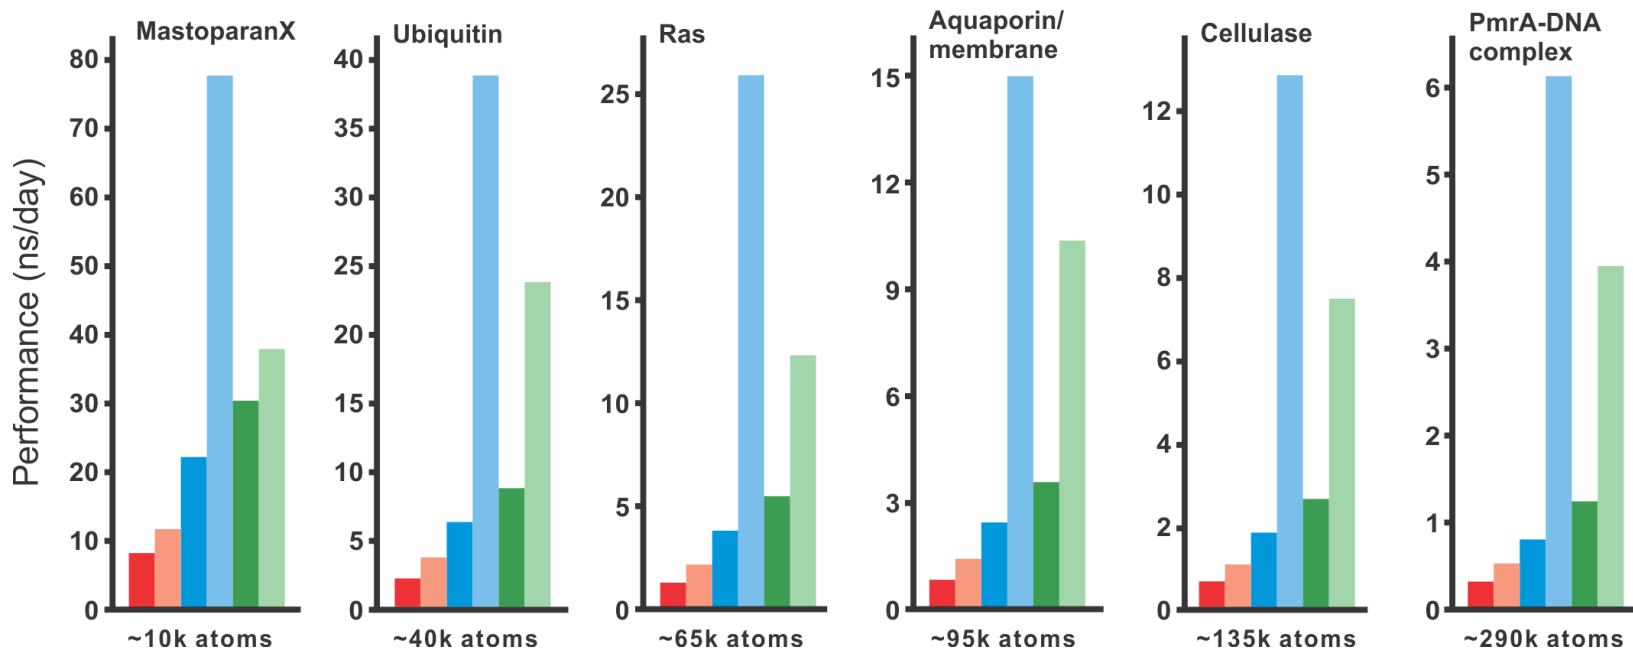 Performance (ns/day)
MastoparanX
80
70
60
50
40
30
20
10
0
~10k atoms
Ubiquitin
40
35
30
25
20
15
10
5
0
~40k atoms
Ras
25
20
15
10
5
0
~65k atoms
Aquaporin/
membrane
15
12
9
6
3
0
~95k atoms
Cellulase
12
10
8
6
4
2
0
~135k atoms
PmrA-DNA
complex
6
5
4
3
2
1
0
~290k atoms